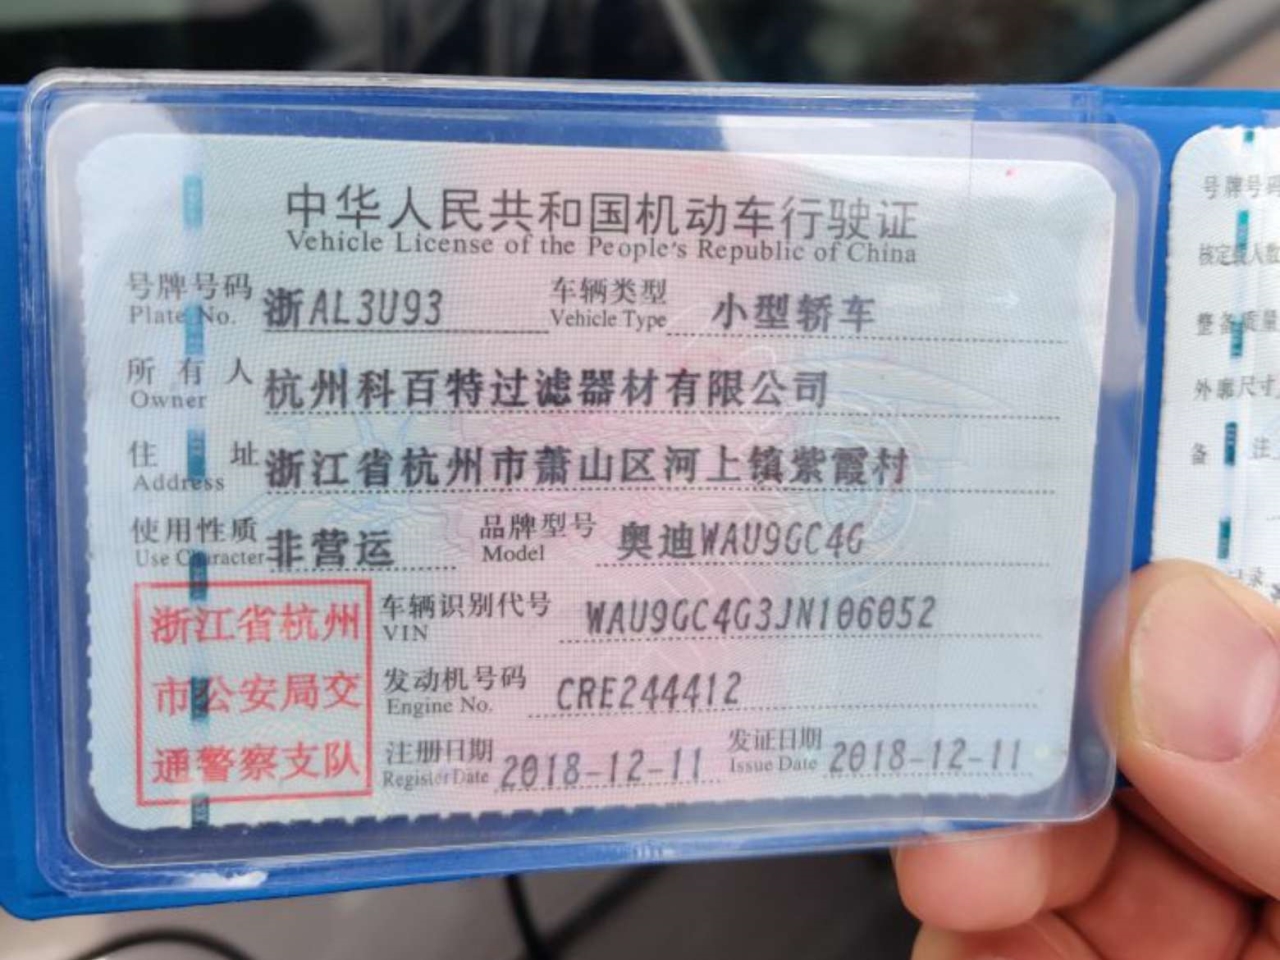 中华人民共和国机动车行驶证
Vehicle License of the People's Republic of China
号牌号码 浙AL3U93 车辆类型 小型轿车
Plate No. Vehicle Type
所有人 杭州科百特过滤器材有限公司
Owner
住址 浙江省杭州市萧山区河上镇紫霞村
Address
使用性质 非营运 品牌型号 奥迪WAU9GC4G
Use Character Model
浙江省杭州
市公安局交
通警察支队
车辆识别代号 WAU9GC4G3JN106052
VIN
发动机号码 CRE244412
Engine No.
注册日期 2018-12-11 发证日期 2018-12-11
Register Date Issue Date
号牌号码
核定载人数
整备质量
外廓尺寸
备注